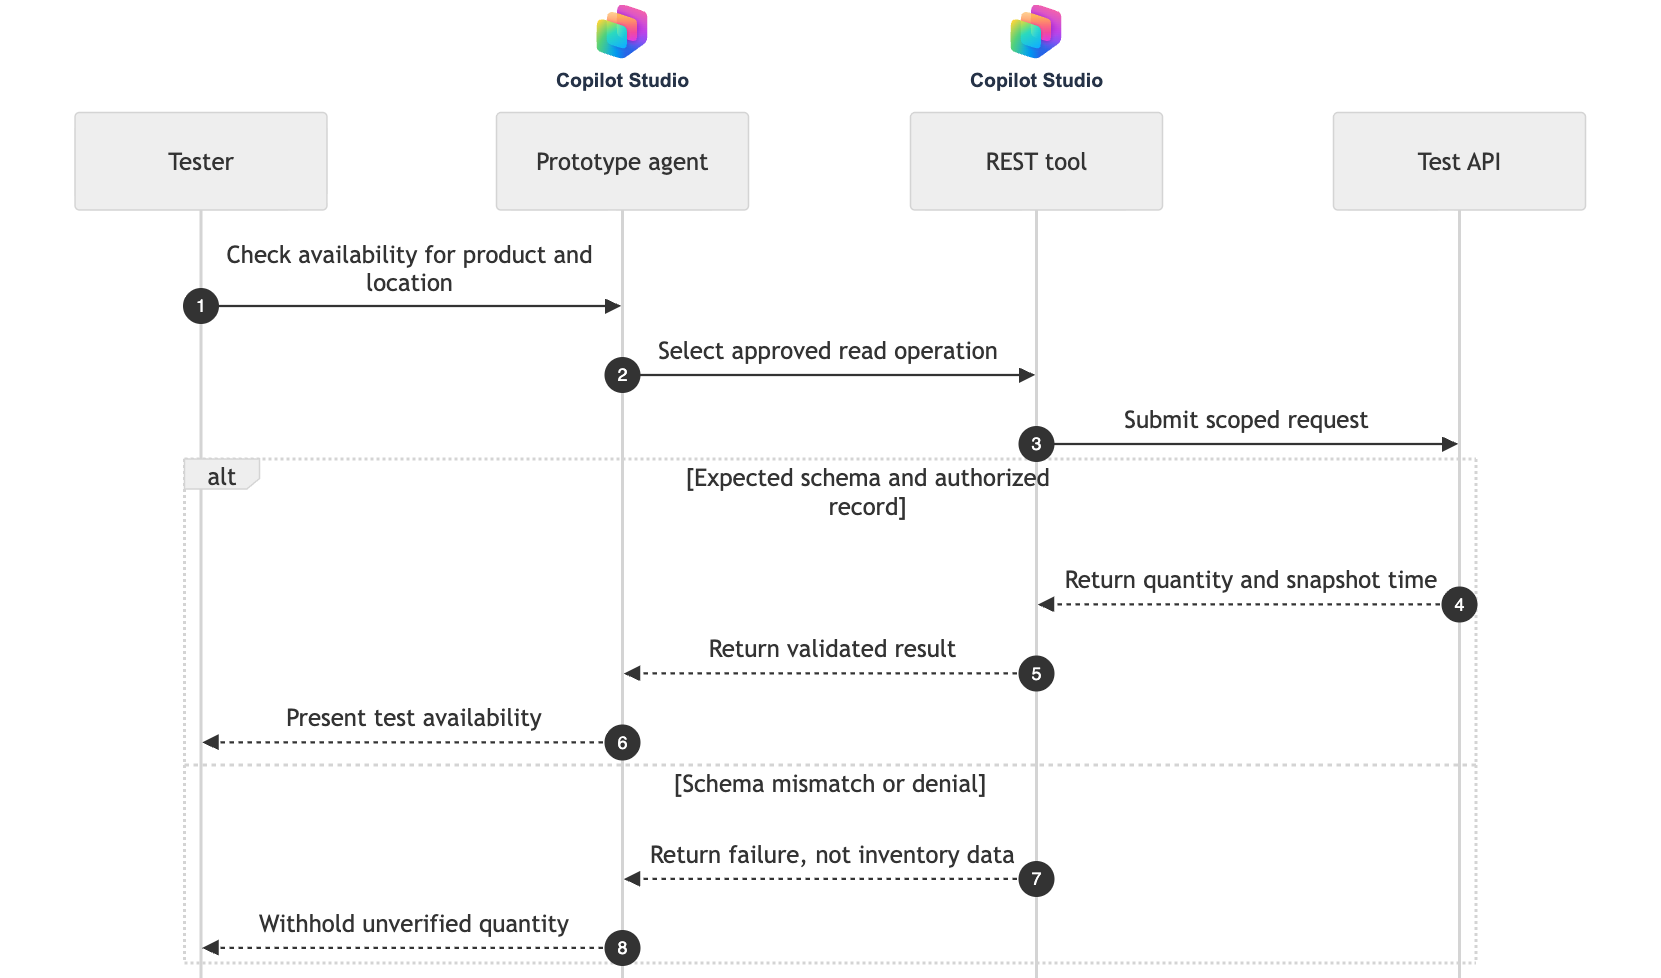 Copilot Studio
Copilot Studio
Tester
Prototype agent
REST tool
Test API
Check availability for product and
location
1
Select approved read operation
2
Submit scoped request
3
alt
[Expected schema and authorized
record]
Return quantity and snapshot time
4
Return validated result
5
Present test availability
6
[Schema mismatch or denial]
Return failure, not inventory data
7
Withhold unverified quantity
8